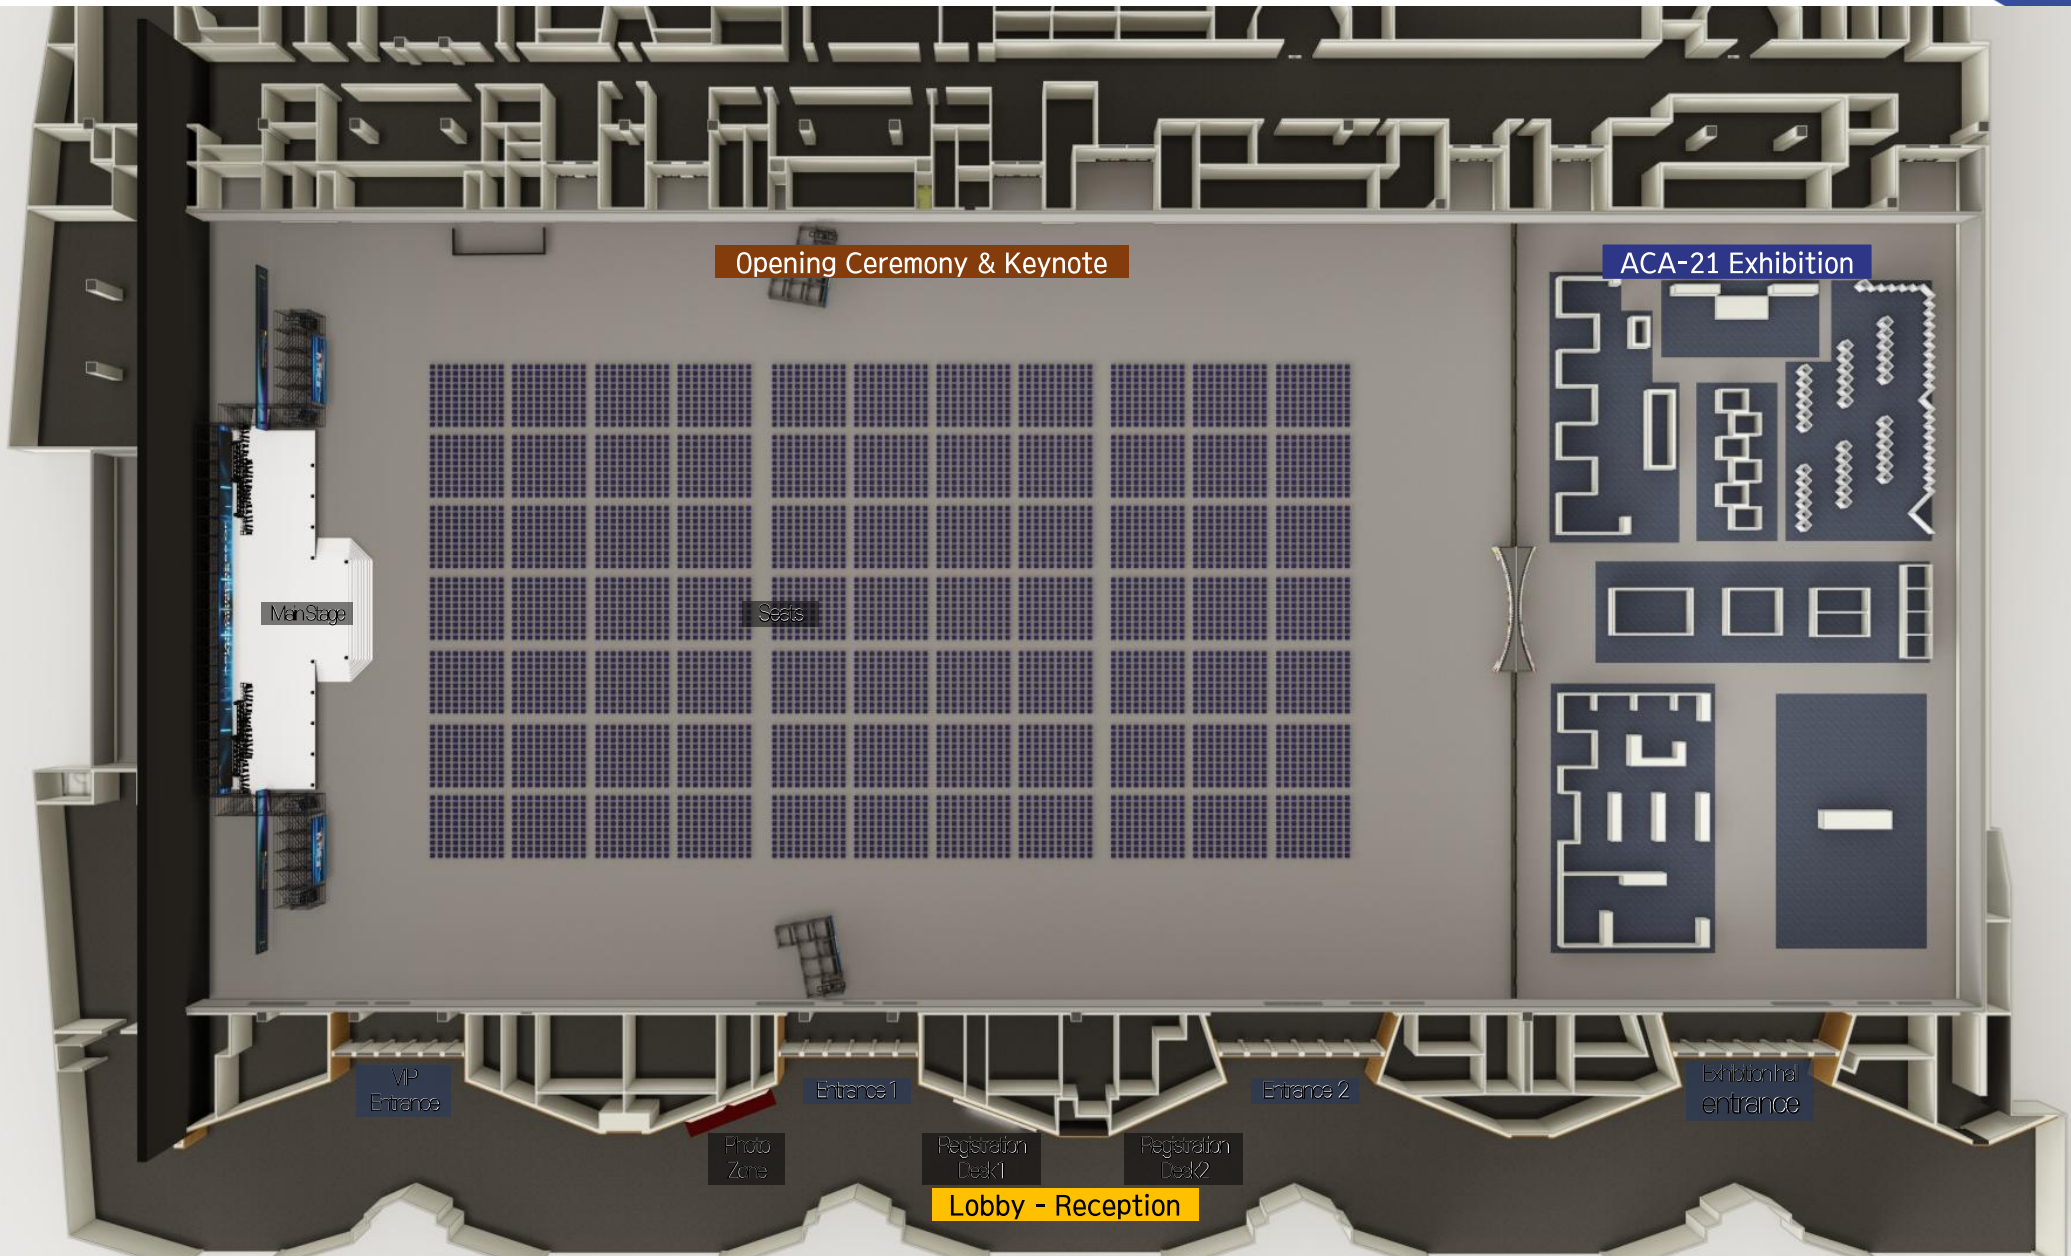 Opening Ceremony & Keynote
ACA-21 Exhibition
Main Stage
Seats
VIP
Entrance
Entrance 1
Entrance 2
Exhibition hall
entrance
Photo
Zone
Registration
Desk1
Registration
Desk2
Lobby - Reception